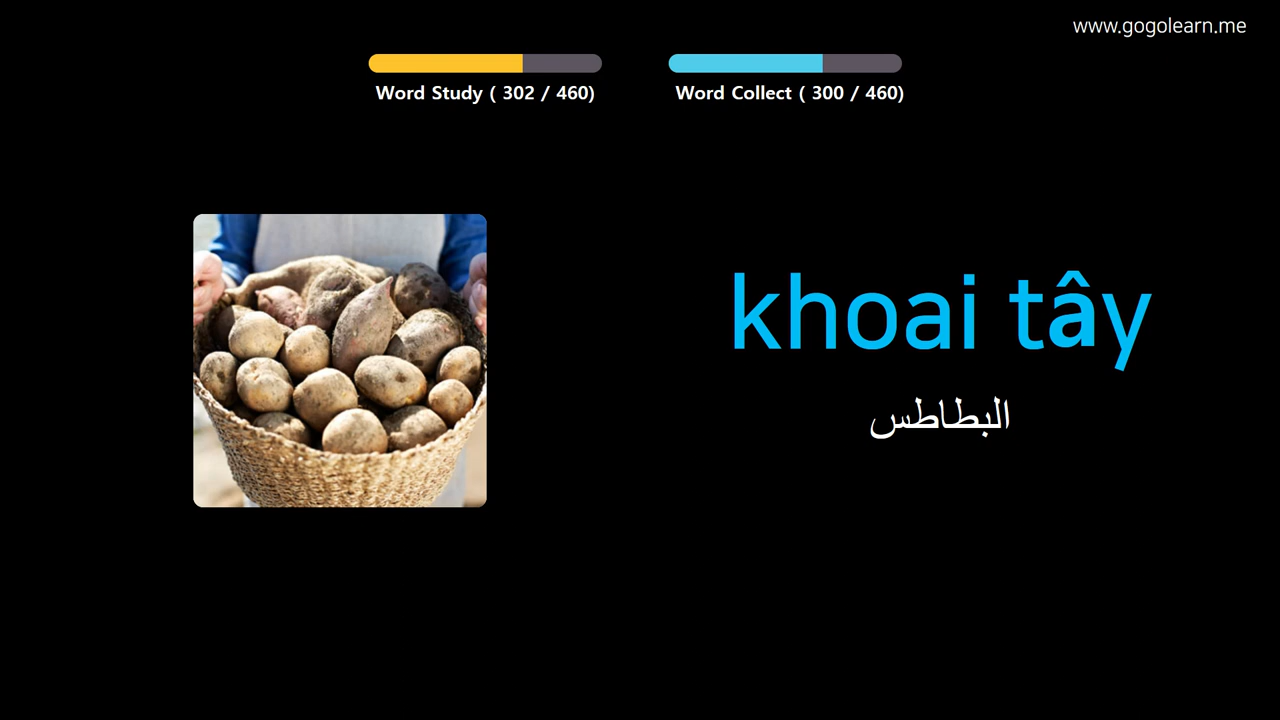 www.gogolearn.me
Word Study ( 302 / 460)
Word Collect ( 300 / 460)
khoai tây
البطاطس